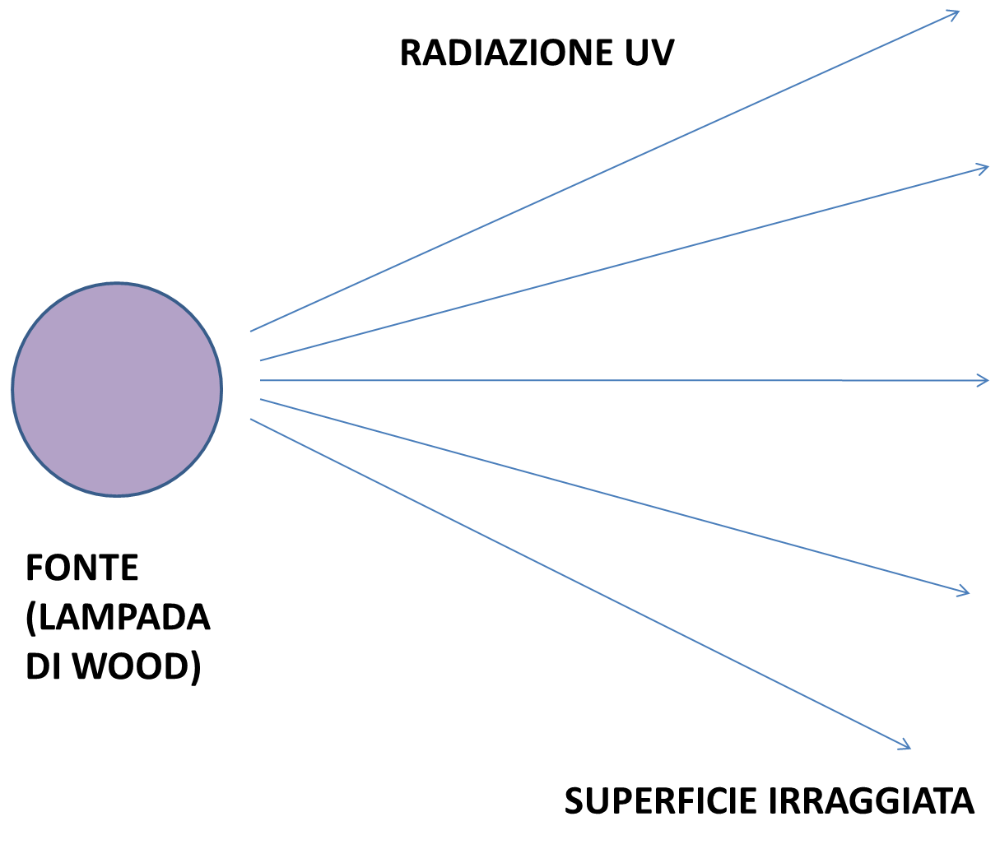 RADIAZIONE UV
FONTE
(LAMPADA
DI WOOD)
SUPERFICIE IRRAGGIATA